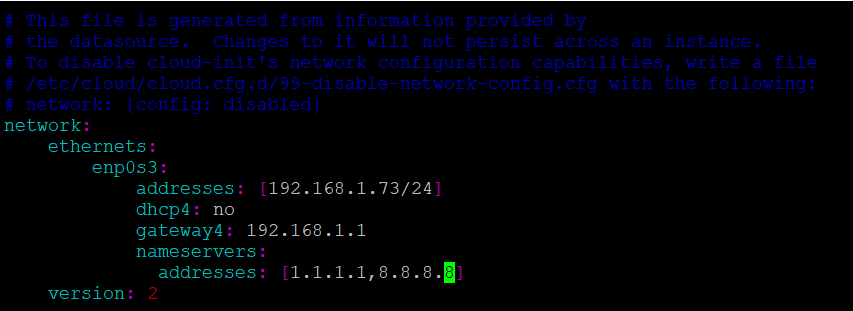 # This file is generated from information provided by
# the datasource.  Changes to it will not persist across an instance.
# To disable cloud-init's network configuration capabilities, write a file
# /etc/cloud/cloud.cfg.d/99-disable-network-config.cfg with the following:
# network: {config: disabled}
network:
    ethernets:
        enp0s3:
            addresses: [192.168.1.73/24]
            dhcp4: no
            gateway4: 192.168.1.1
            nameservers:
              addresses: [1.1.1.1,8.8.8.8]
    version: 2